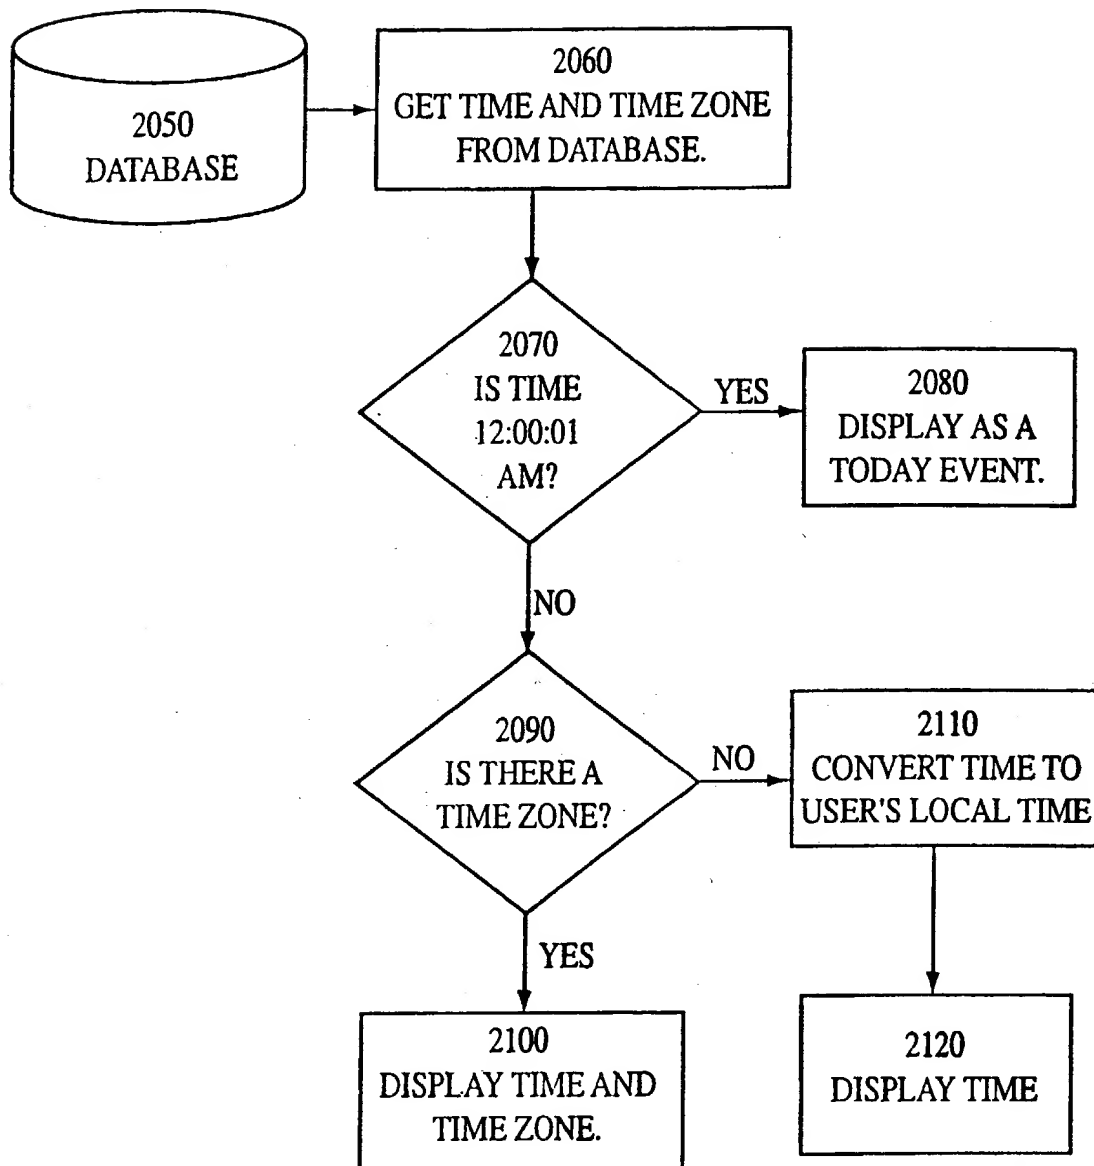 2050
DATABASE
2060
GET TIME AND TIME ZONE
FROM DATABASE.
2070
IS TIME
12:00:01
AM?
YES
2080
DISPLAY AS A
TODAY EVENT.
NO
2090
IS THERE A
TIME ZONE?
NO
2110
CONVERT TIME TO
USER'S LOCAL TIME
YES
2100
DISPLAY TIME AND
TIME ZONE.
2120
DISPLAY TIME